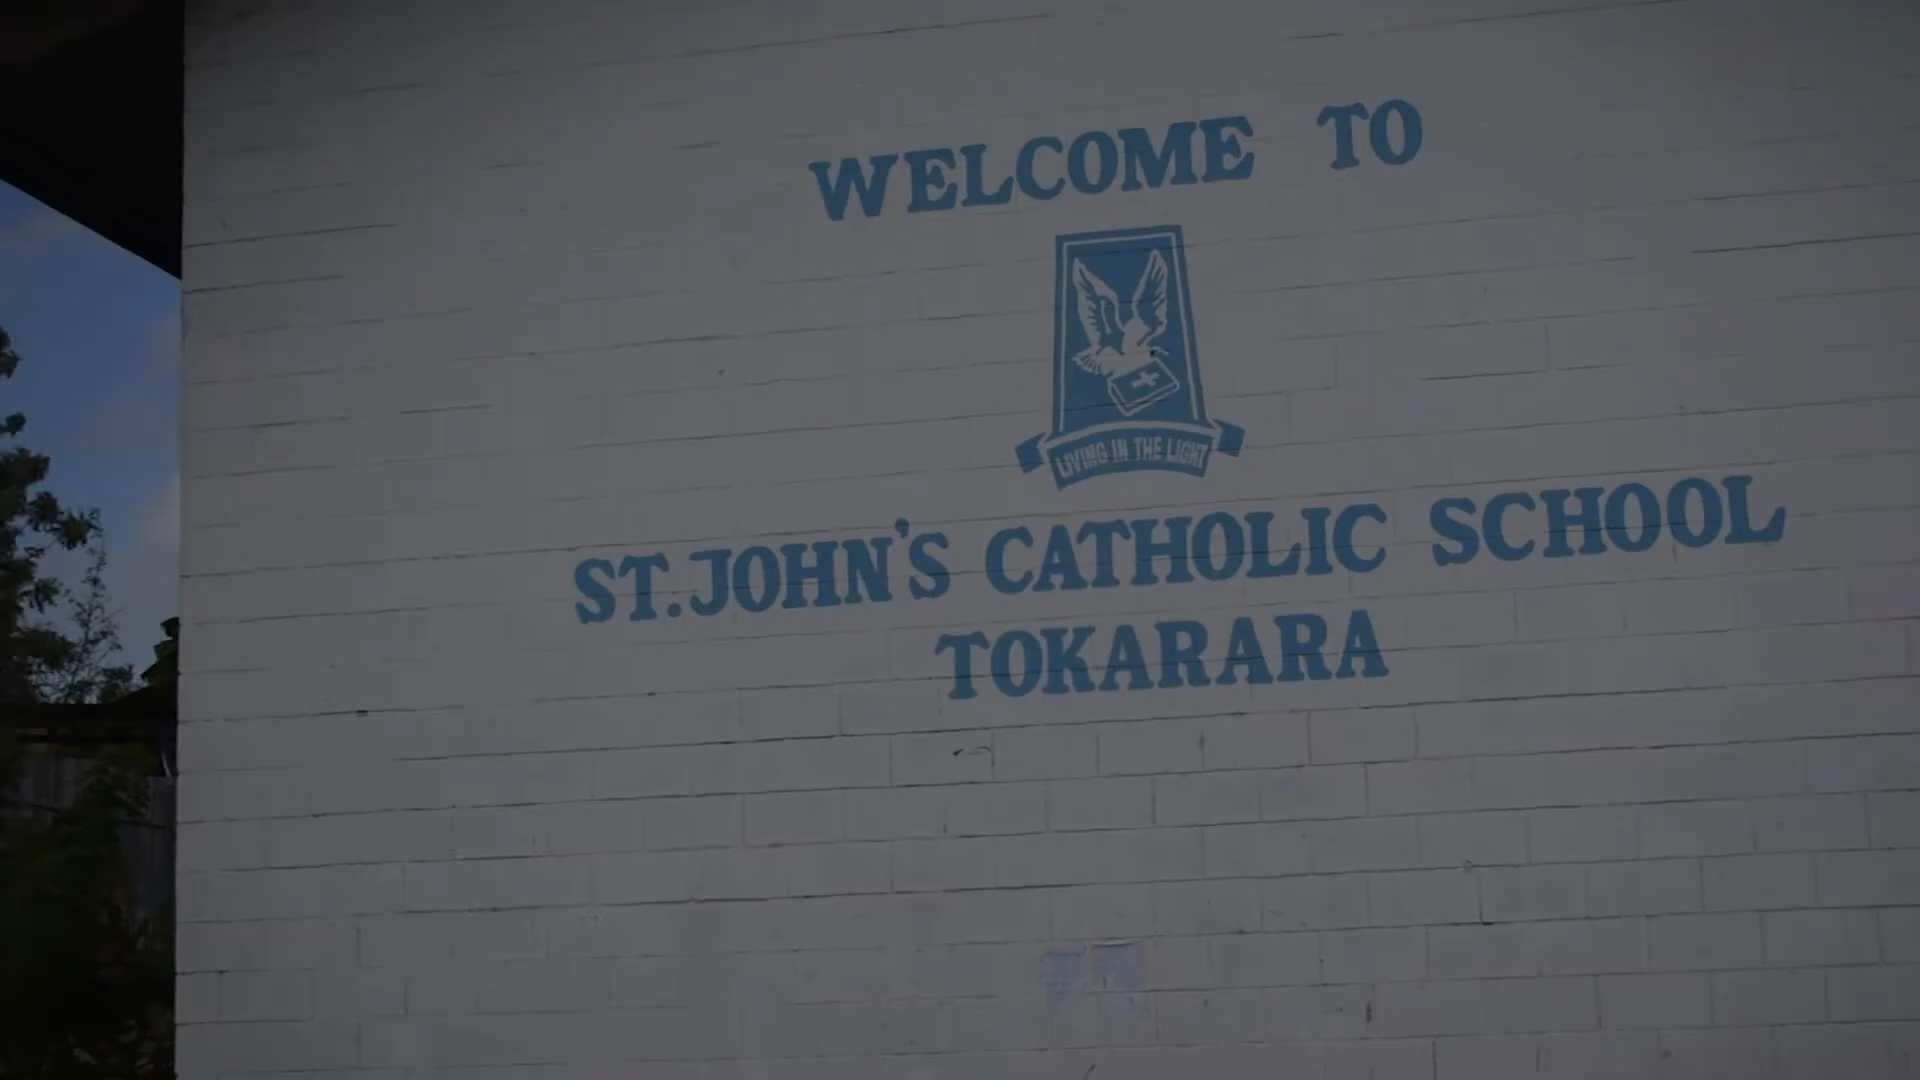 WELCOME TO
LIVING IN THE LIGHT
ST. JOHN'S CATHOLIC SCHOOL
TOKARARA